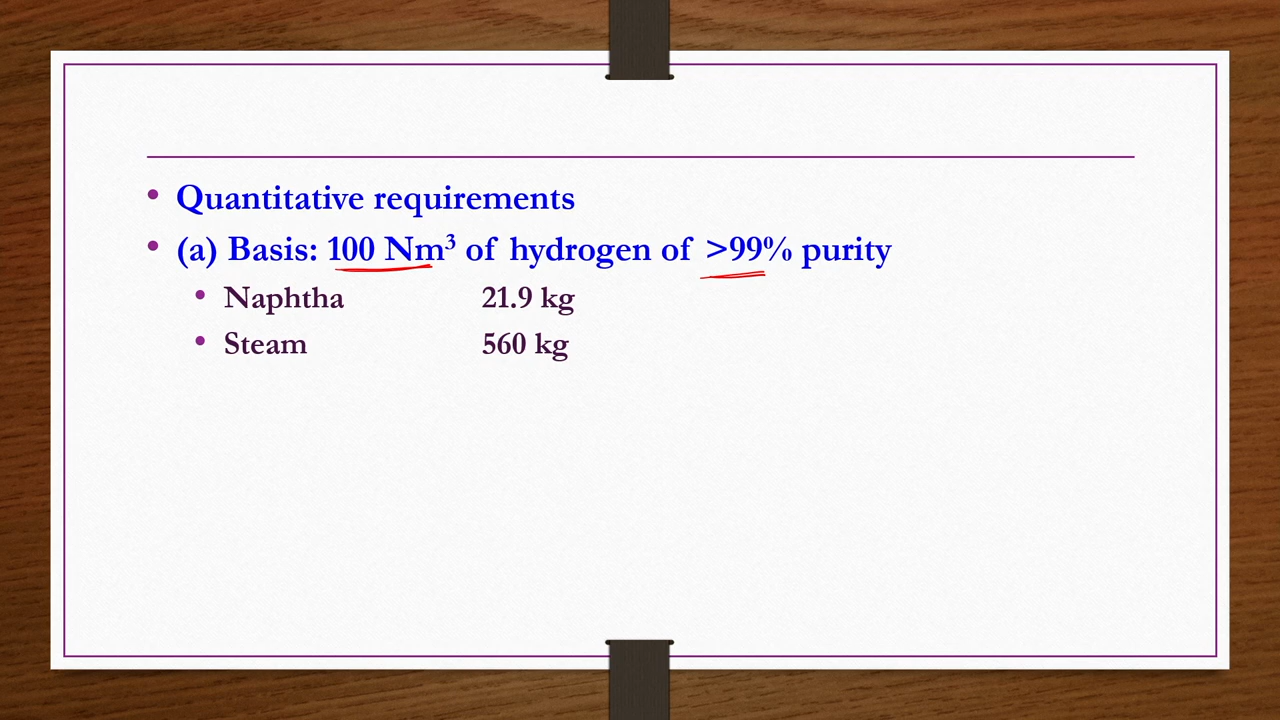 • Quantitative requirements
• (a) Basis: 100 Nm³ of hydrogen of >99% purity
• Naphtha 21.9 kg
• Steam 560 kg